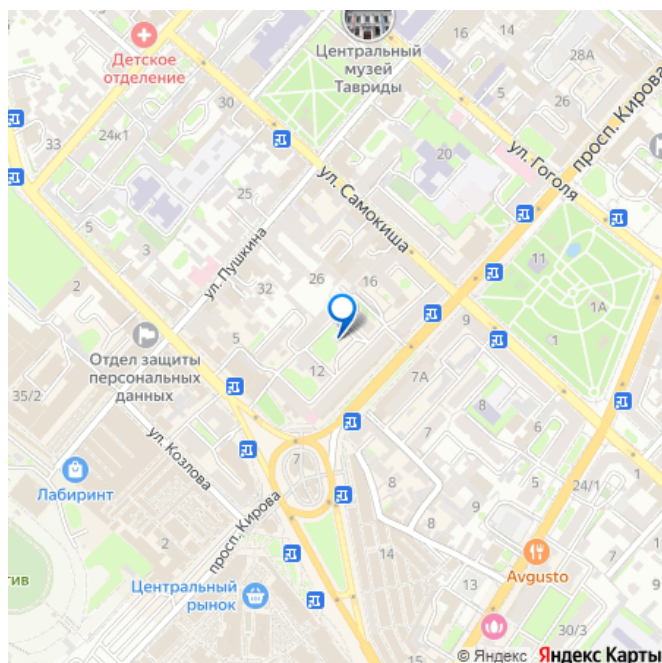 Детское
отделение
Центральный
музей
Тавриды
28А
5
26
просп. Кирова
30
24к1
33
ул. Гоголя
20
ул. Самокиша
25
5
3
ул. Пушкина
11
2
26
16
32
1А
9
1
Отдел защиты
персональных
данных
5
12
7А
35/2
8
6
ул. Козлова
7
5
7
Лабиринт
8
5
24/1
просп. Кирова
8
9
2
14
Avgusto
тив
Центральный
рынок
13
30/3
15
© Яндекс Яндекс Карты